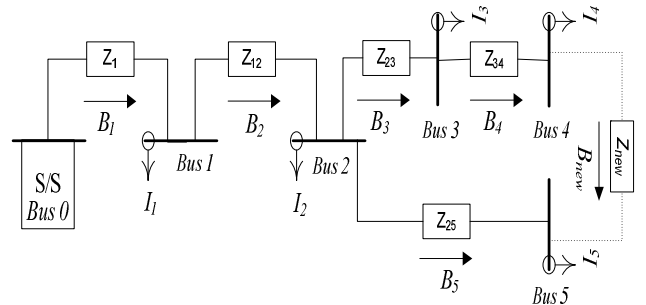 I3
I4
Z1
Z12
Z23
Z34
B1
B2
B3
Bus 3
B4
Bus 4
Bnew
Znew
S/S
Bus 0
Bus 1
I1
Bus 2
I2
Z25
B5
I5
Bus 5